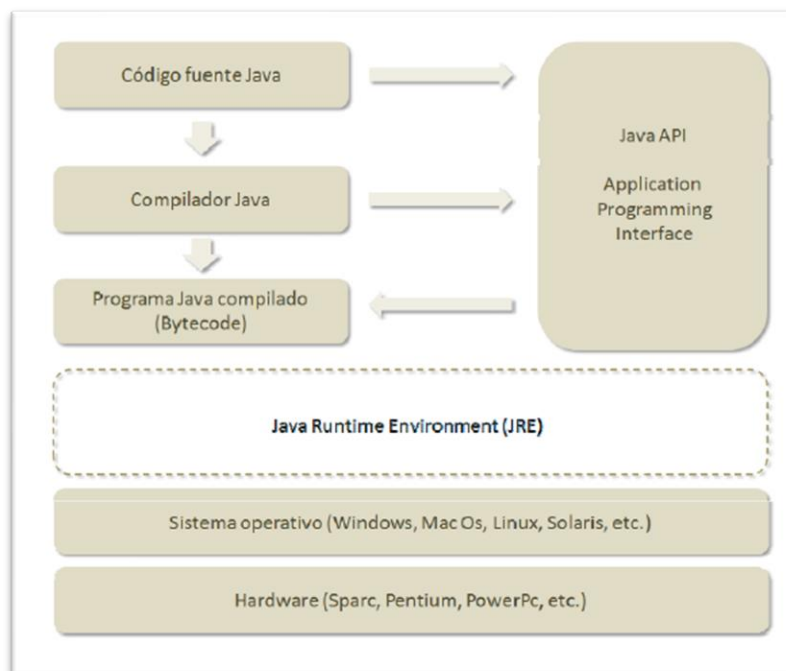 Código fuente Java
Compilador Java
Programa Java compilado
(Bytecode)
Java API
Application
Programming
Interface
Java Runtime Environment (JRE)
Sistema operativo (Windows, Mac Os, Linux, Solaris, etc.)
Hardware (Sparc, Pentium, PowerPc, etc.)